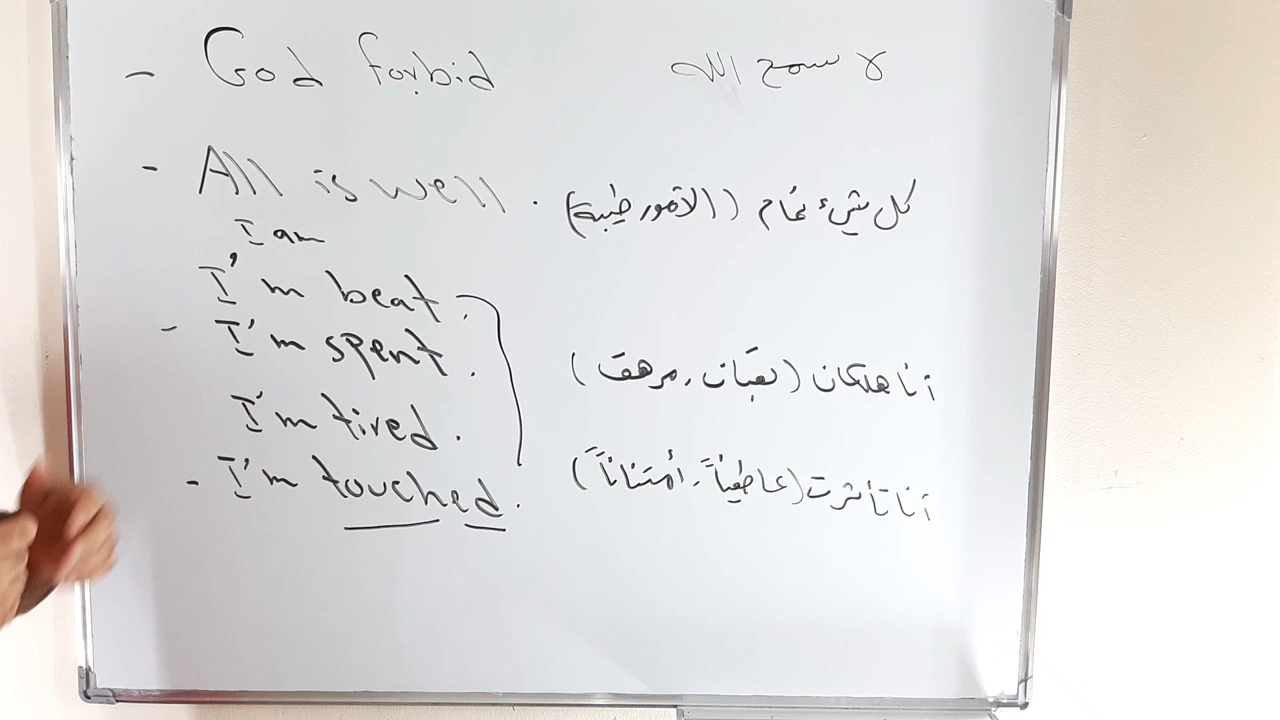 - God forbid لا سمح الله
- All is well. كل شيء تمام (الأمور طيبة)
I am
I'm beat.
- I'm spent. أنا هلكان (تعبان، مرهق)
I'm tired.
- I'm touched. أنا تأثرت (عاطفياً، أمتناناً)